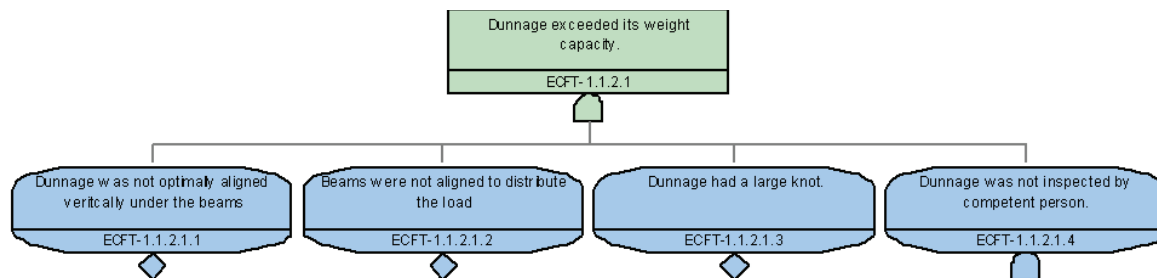 Dunnage exceeded its weight
capacity.
ECFT-1.1.2.1
Dunnage was not optimally aligned
veritcally under the beams
ECFT-1.1.2.1.1
Beams were not aligned to distribute
the load
ECFT-1.1.2.1.2
Dunnage had a large knot.
ECFT-1.1.2.1.3
Dunnage was not inspected by
competent person.
ECFT-1.1.2.1.4